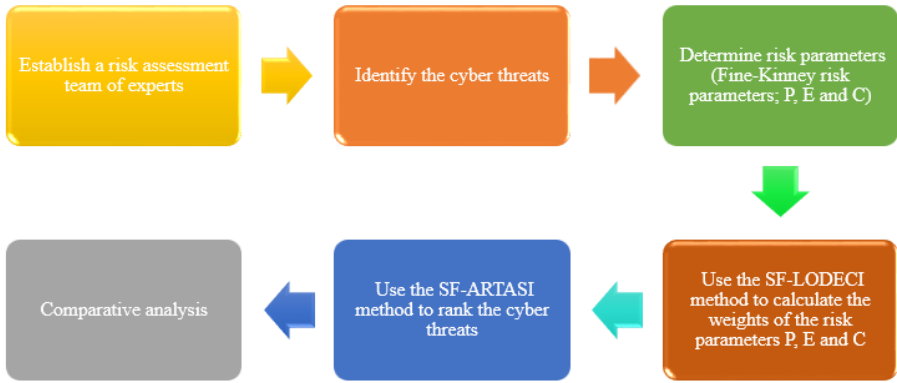 Establish a risk assessment
team of experts
Identify the cyber threats
Determine risk parameters
(Fine-Kinney risk
parameters; P, E and C)
Use the SF-LODECI
method to calculate the
weights of the risk
parameters P, E and C
Use the SF-ARTASI
method to rank the cyber
threats
Comparative analysis